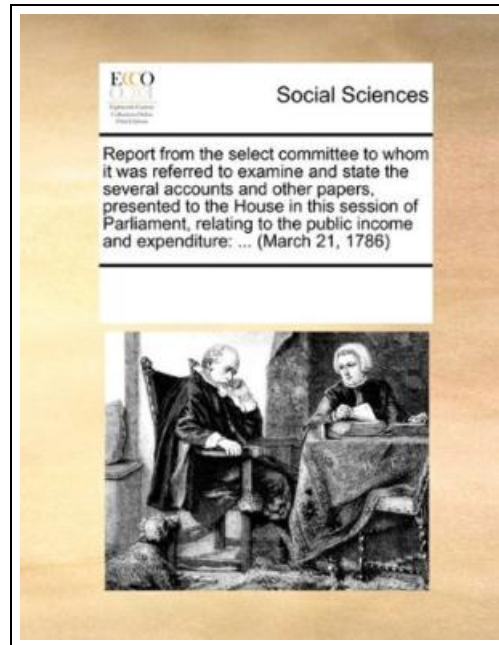 ECCO
Social Sciences
Report from the select committee to whom
it was referred to examine and state the
several accounts and other papers,
presented to the House in this session of
Parliament, relating to the public income
and expenditure: ... (March 21, 1786)